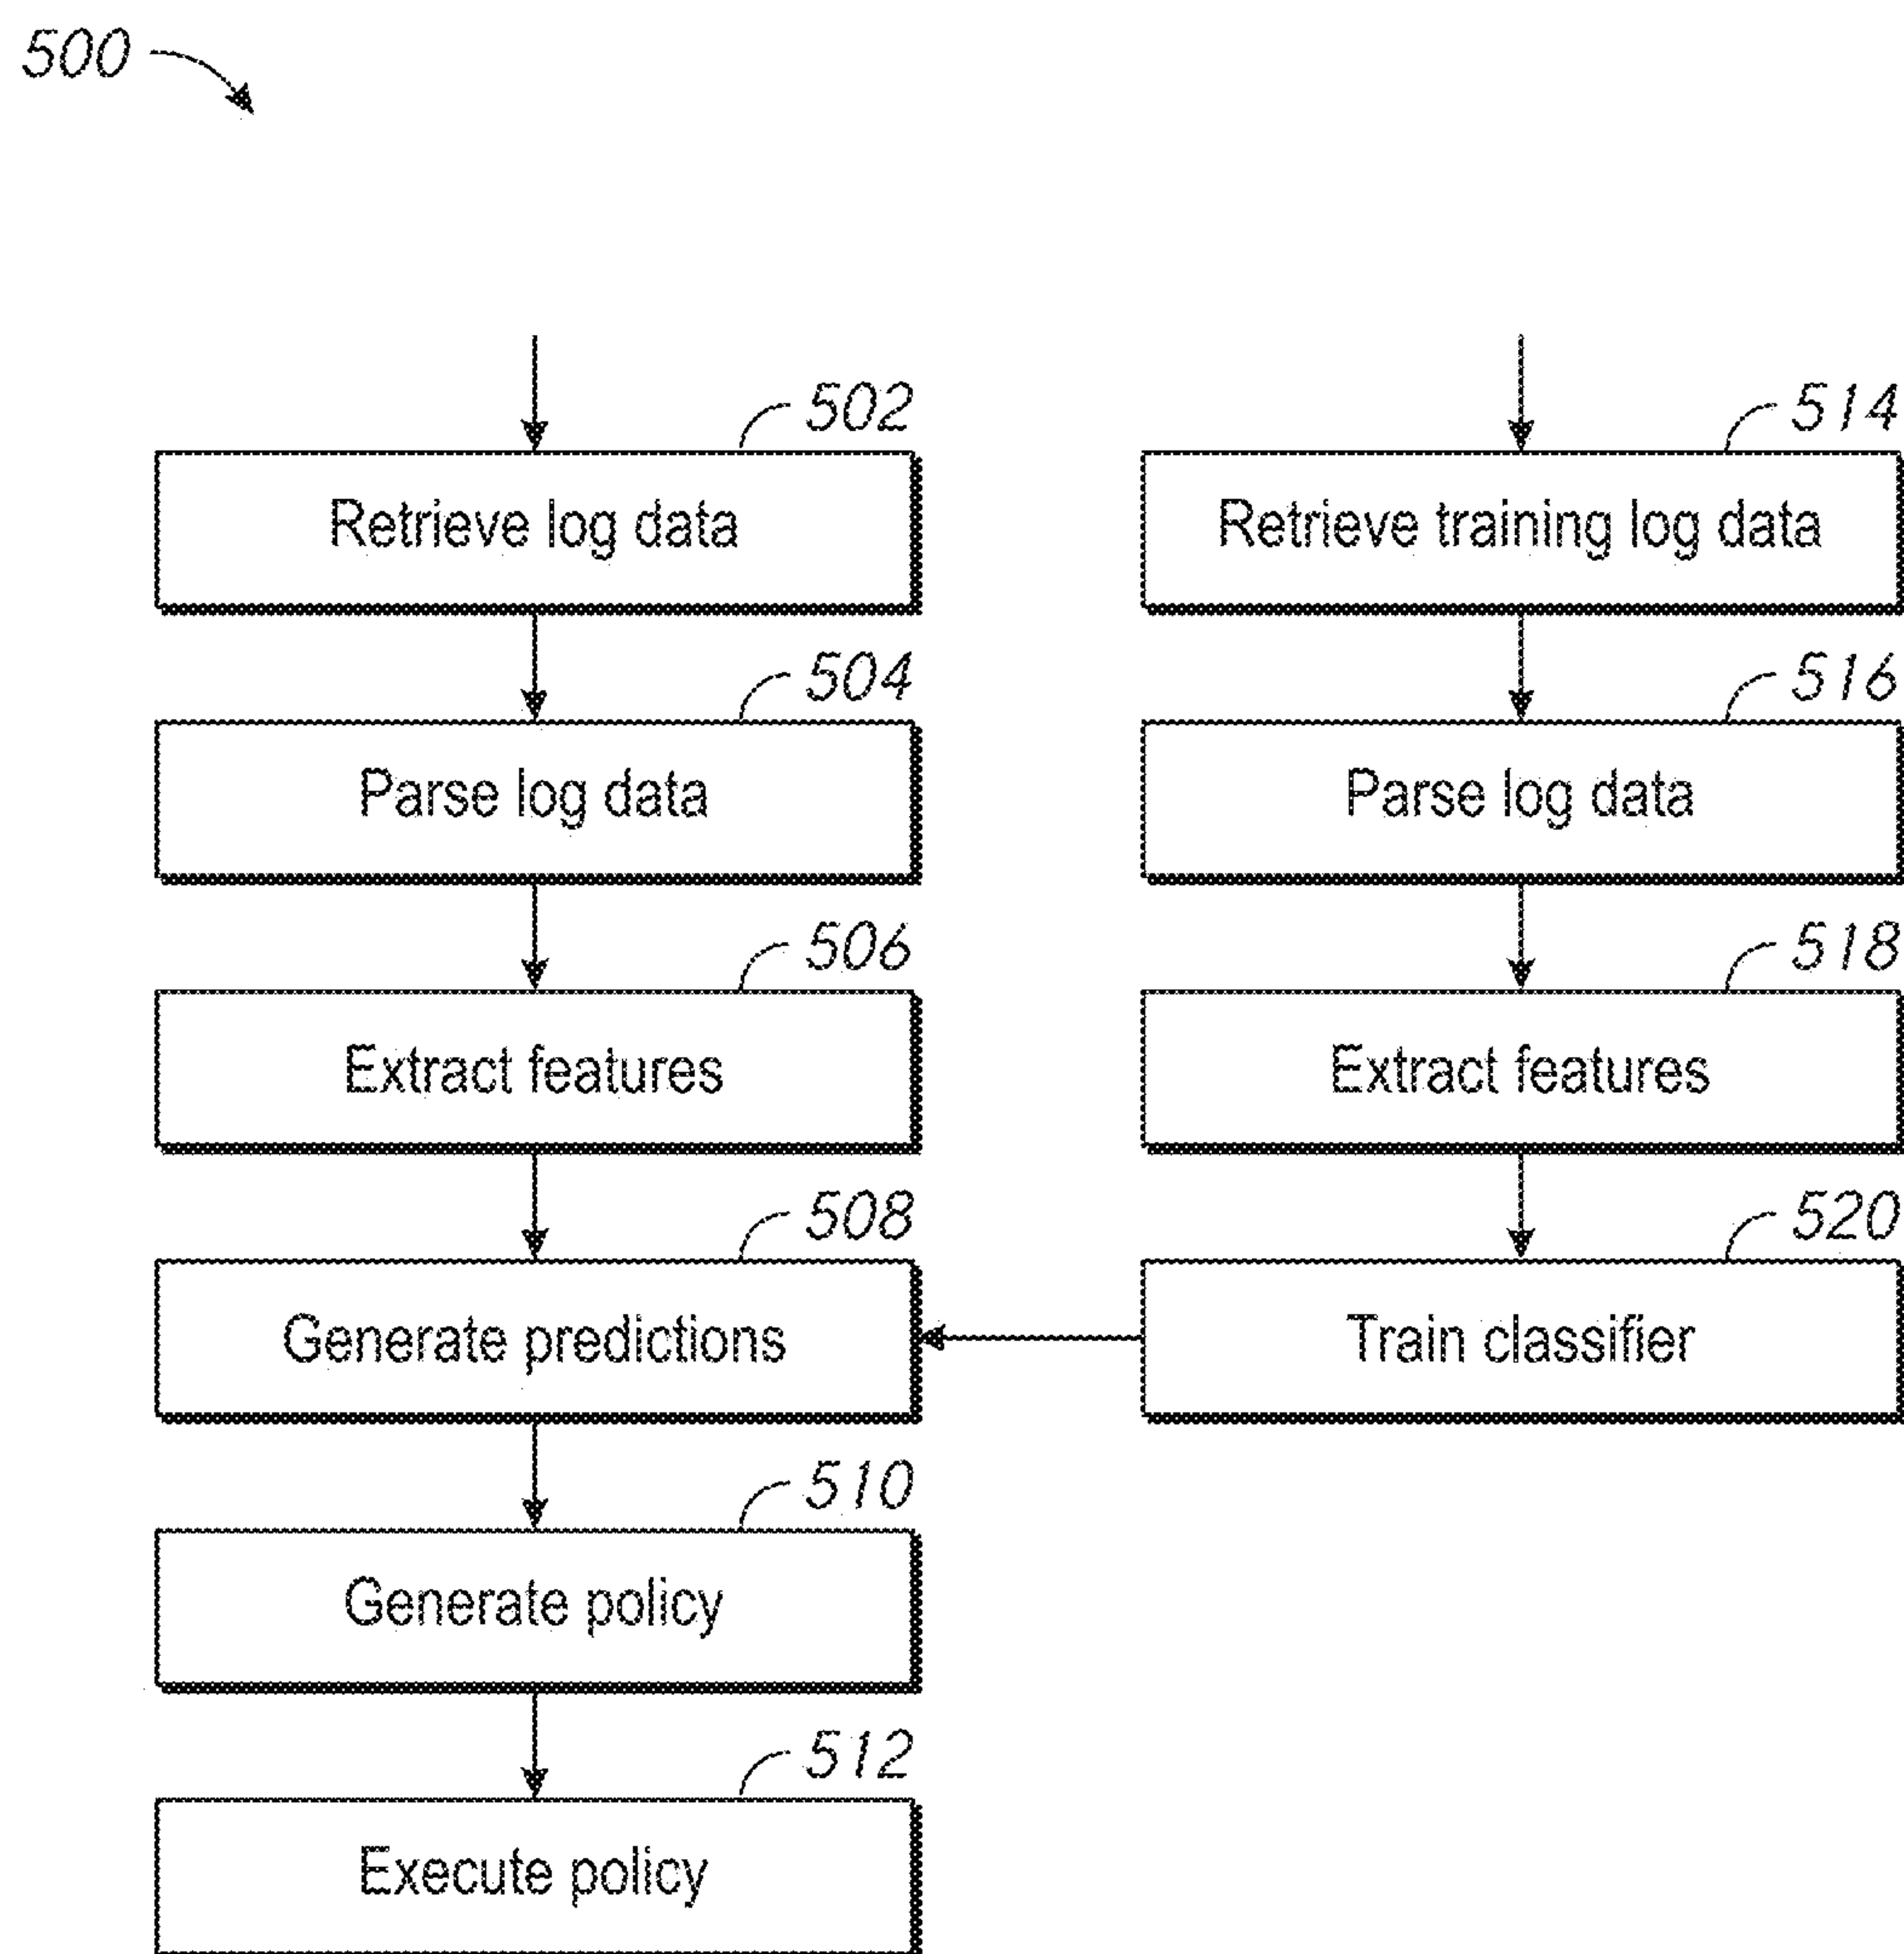 500
502
Retrieve log data
504
Parse log data
506
Extract features
508
Generate predictions
510
Generate policy
512
Execute policy
514
Retrieve training log data
516
Parse log data
518
Extract features
520
Train classifier